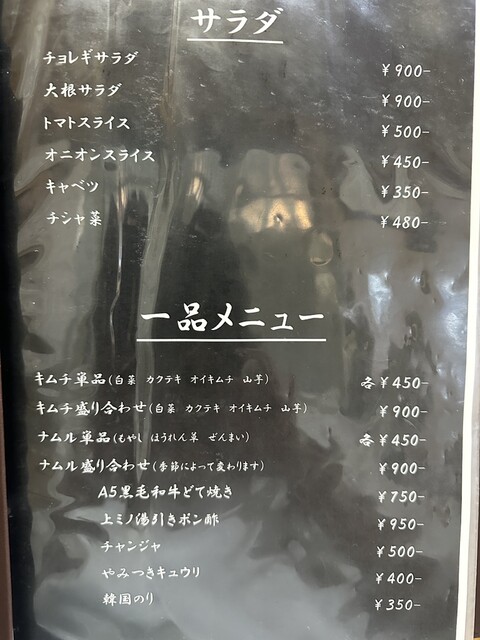 サラダ
チョレギサラダ ¥900-
大根サラダ ¥900-
トマトスライス ¥500-
オニオンスライス ¥450-
キャベツ ¥350-
チシャ菜 ¥480-
一品メニュー
キムチ単品(白菜 カクテキ オイキムチ 山芋) 各¥450-
キムチ盛り合わせ(白菜 カクテキ オイキムチ 山芋) ¥900-
ナムル単品(もやし ほうれん草 ぜんまい) 各¥450-
ナムル盛り合わせ(季節によって変わります) ¥900-
A5黒毛和牛どて焼き ¥750-
上ミノ湯引きポン酢 ¥950-
チャンジャ ¥500-
やみつきキュウリ ¥400-
韓国のり ¥350-